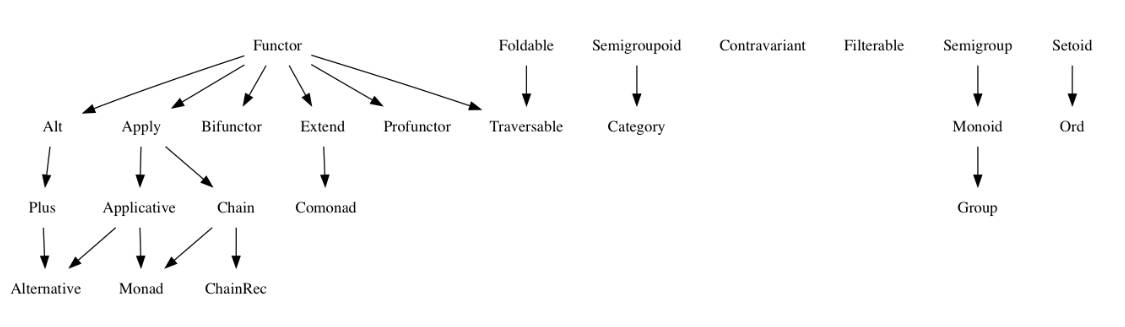 Functor Foldable Semigroupoid Contravariant Filterable Semigroup Setoid
Alt Apply Bifunctor Extend Profunctor Traversable Category Monoid Ord
Plus Applicative Chain Comonad Group
Alternative Monad ChainRec